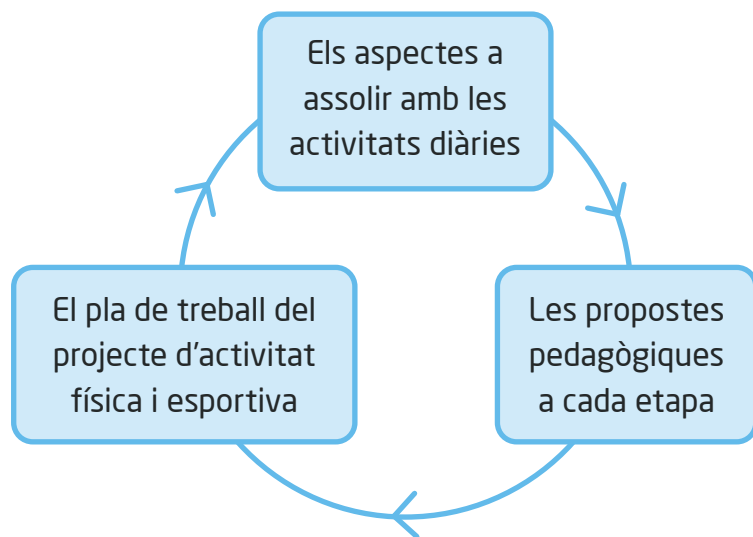 Els aspectes a
assolir amb les
activitats diàries
El pla de treball del
projecte d'activitat
física i esportiva
Les propostes
pedagògiques
a cada etapa